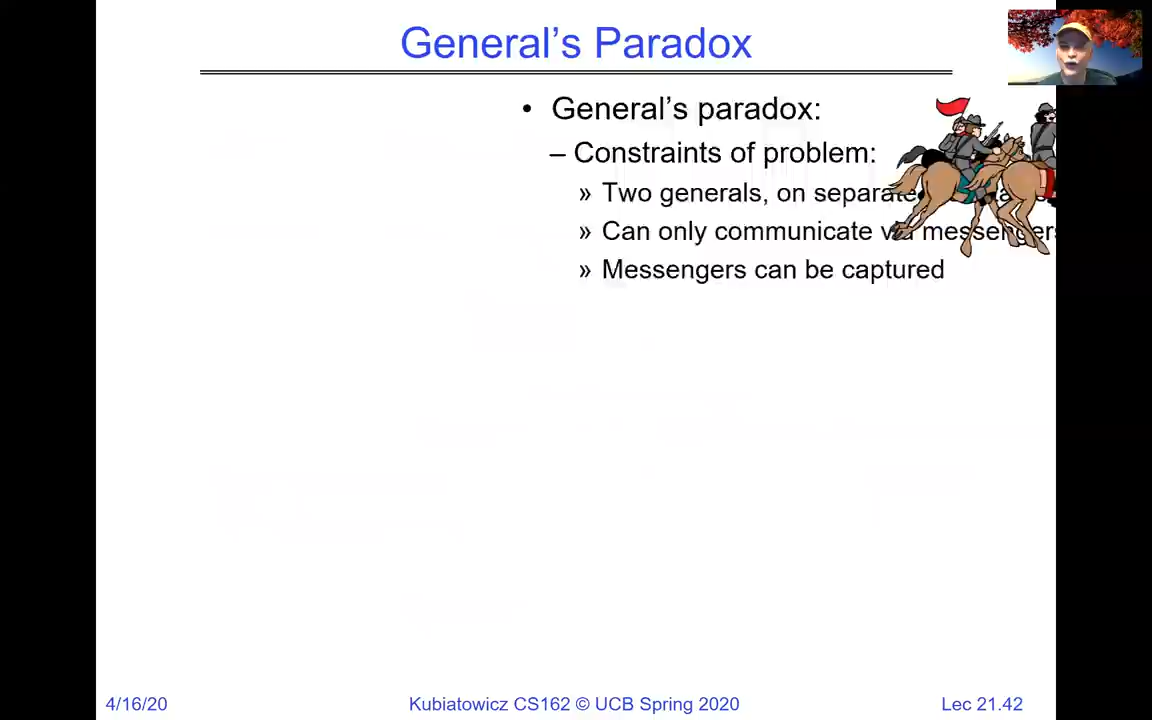 General's Paradox
• General's paradox:
– Constraints of problem:
» Two generals, on separate
» Can only communicate via messengers
» Messengers can be captured
4/16/20
Kubiatowicz CS162 © UCB Spring 2020
Lec 21.42